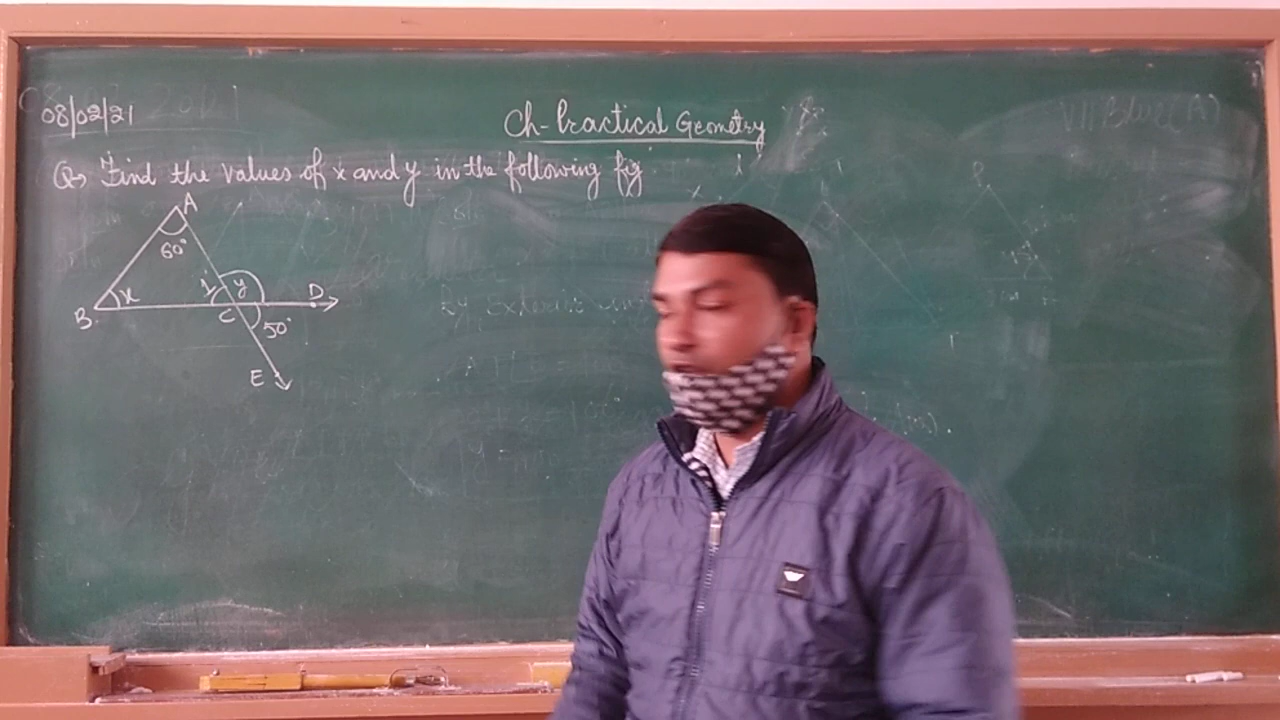 08/02/21
Ch- Practical Geometry
Q→ Find the values of x and y in the following fig
A
60°
1 y
B x C D
50°
E